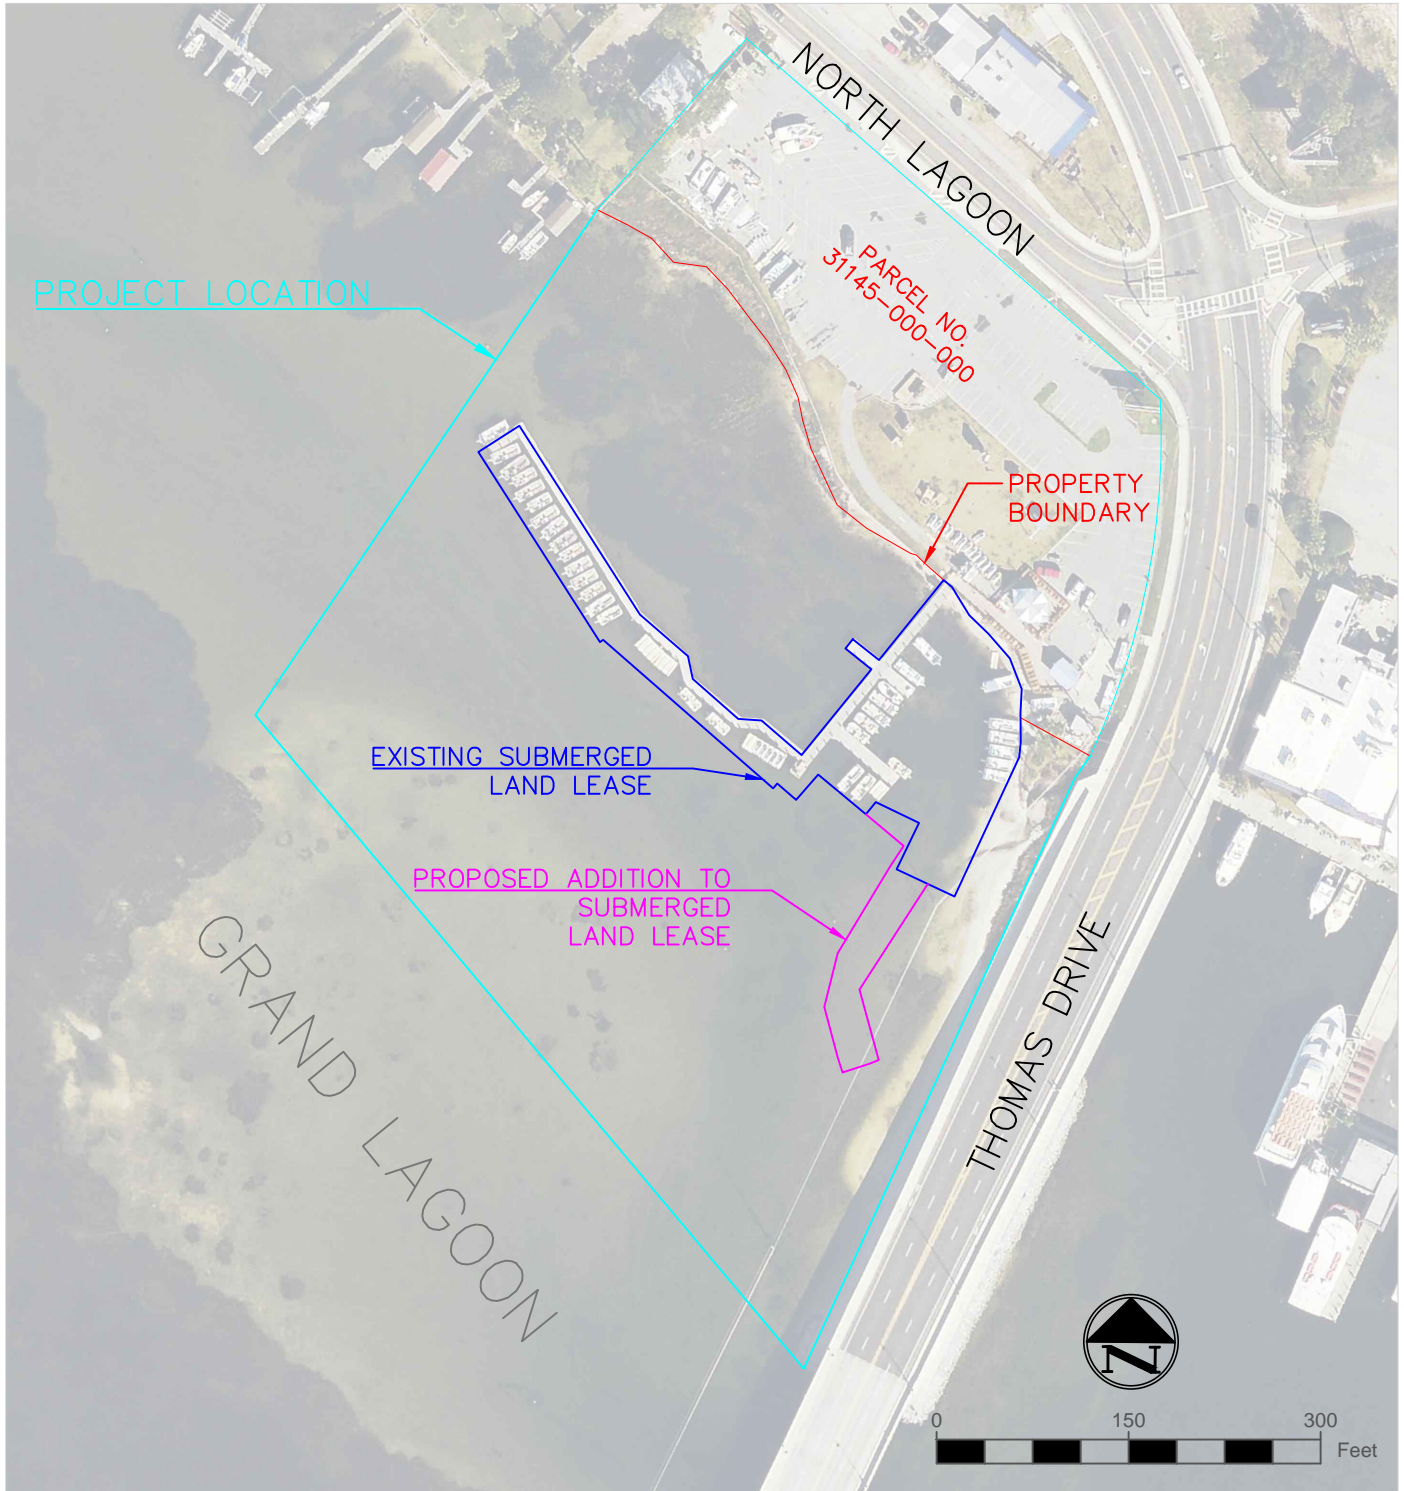 NORTH LAGOON
PARCEL NO.
31145-000-000
PROJECT LOCATION
PROPERTY
BOUNDARY
EXISTING SUBMERGED
LAND LEASE
PROPOSED ADDITION TO
SUBMERGED
LAND LEASE
GRAND LAGOON
THOMAS DRIVE
N
0 150 300
Feet